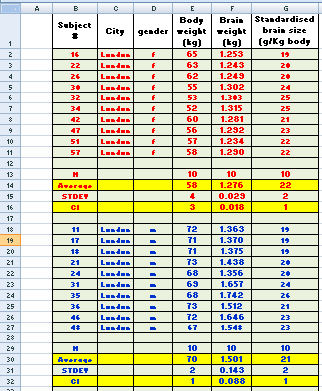 A B C D E F G
1 Subject # City gender Body weight (kg) Brain weight (kg) Standardised brain size (g/Kg body
2 16 London f 65 1.253 19
3 22 London f 63 1.243 20
4 26 London f 62 1.249 20
5 30 London f 55 1.302 24
6 32 London f 53 1.303 25
7 34 London f 52 1.315 25
8 42 London f 60 1.281 21
9 47 London f 56 1.292 23
10 51 London f 57 1.234 22
11 57 London f 58 1.290 22
12
13 N 10 10 10
14 Average 58 1.276 22
15 STDEV 4 0.029 2
16 CI 3 0.018 1
17
18 11 London m 72 1.363 19
19 17 London m 71 1.370 19
20 18 London m 71 1.375 19
21 21 London m 73 1.438 20
22 24 London m 68 1.356 20
23 31 London m 69 1.657 24
24 35 London m 68 1.742 26
25 36 London m 73 1.512 21
26 46 London m 72 1.646 23
27 48 London m 67 1.548 23
28
29 N 10 10 10
30 Average 70 1.501 21
31 STDEV 2 0.143 2
32 CI 1 0.088 1